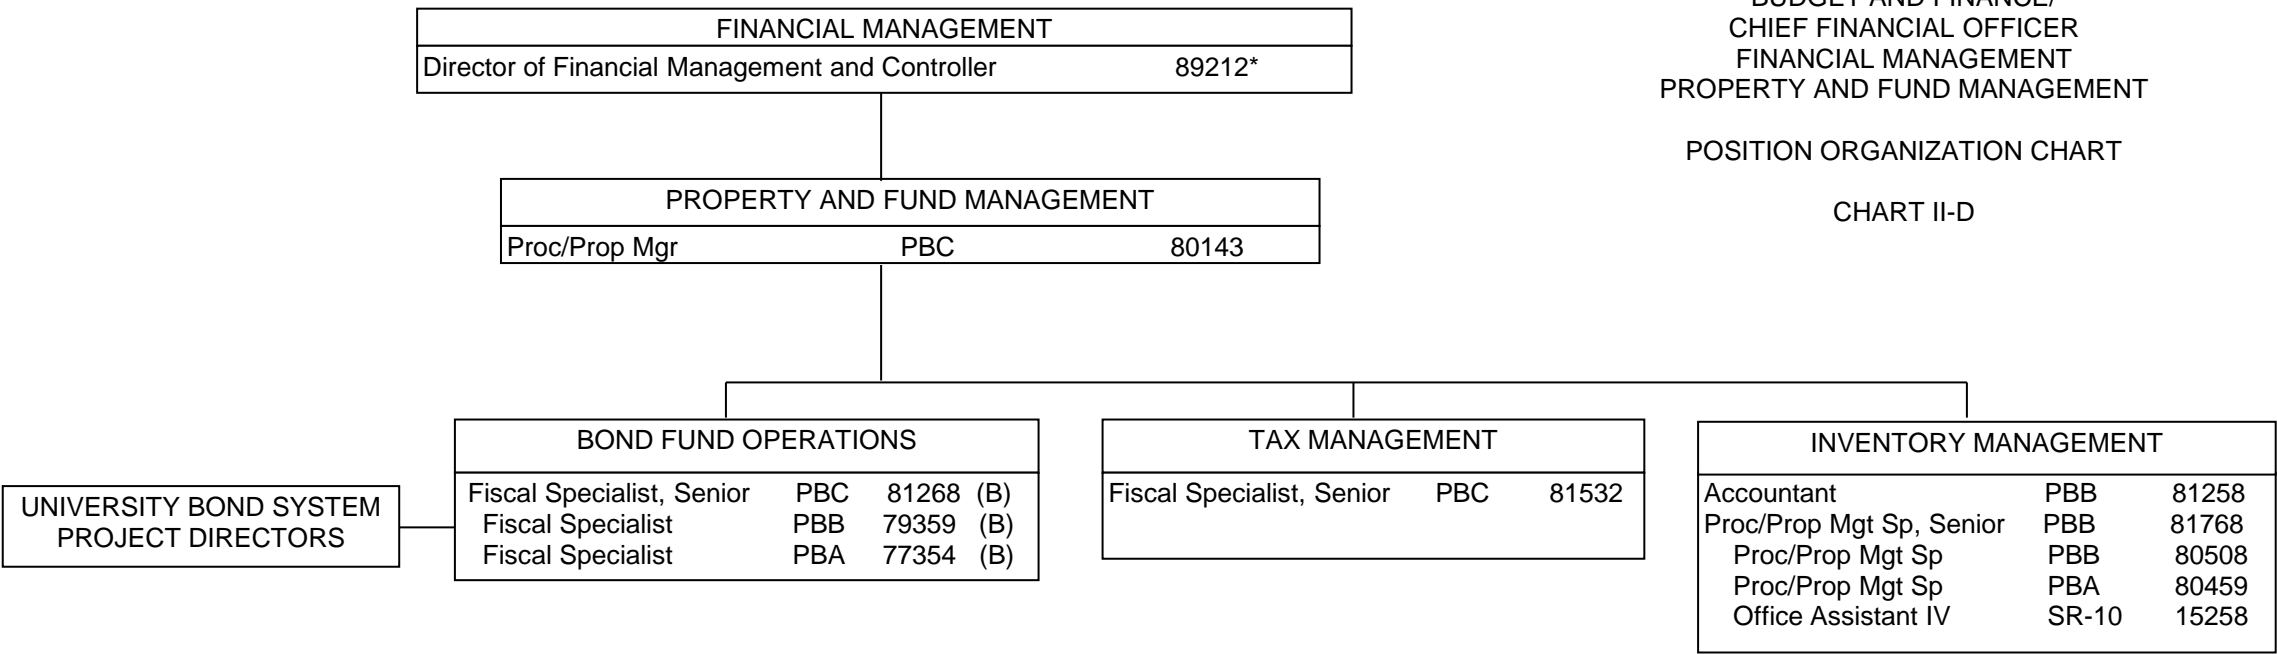 BUDGET AND FINANCE/
CHIEF FINANCIAL OFFICER
FINANCIAL MANAGEMENT
PROPERTY AND FUND MANAGEMENT
POSITION ORGANIZATION CHART
CHART II-D
FINANCIAL MANAGEMENT
Director of Financial Management and Controller 89212*
PROPERTY AND FUND MANAGEMENT
Proc/Prop Mgr PBC 80143
UNIVERSITY BOND SYSTEM
PROJECT DIRECTORS
BOND FUND OPERATIONS
Fiscal Specialist, Senior PBC 81268 (B)
Fiscal Specialist PBB 79359 (B)
Fiscal Specialist PBA 77354 (B)
TAX MANAGEMENT
Fiscal Specialist, Senior PBC 81532
INVENTORY MANAGEMENT
Accountant PBB 81258
Proc/Prop Mgt Sp, Senior PBB 81768
Proc/Prop Mgt Sp PBB 80508
Proc/Prop Mgt Sp PBA 80459
Office Assistant IV SR-10 15258